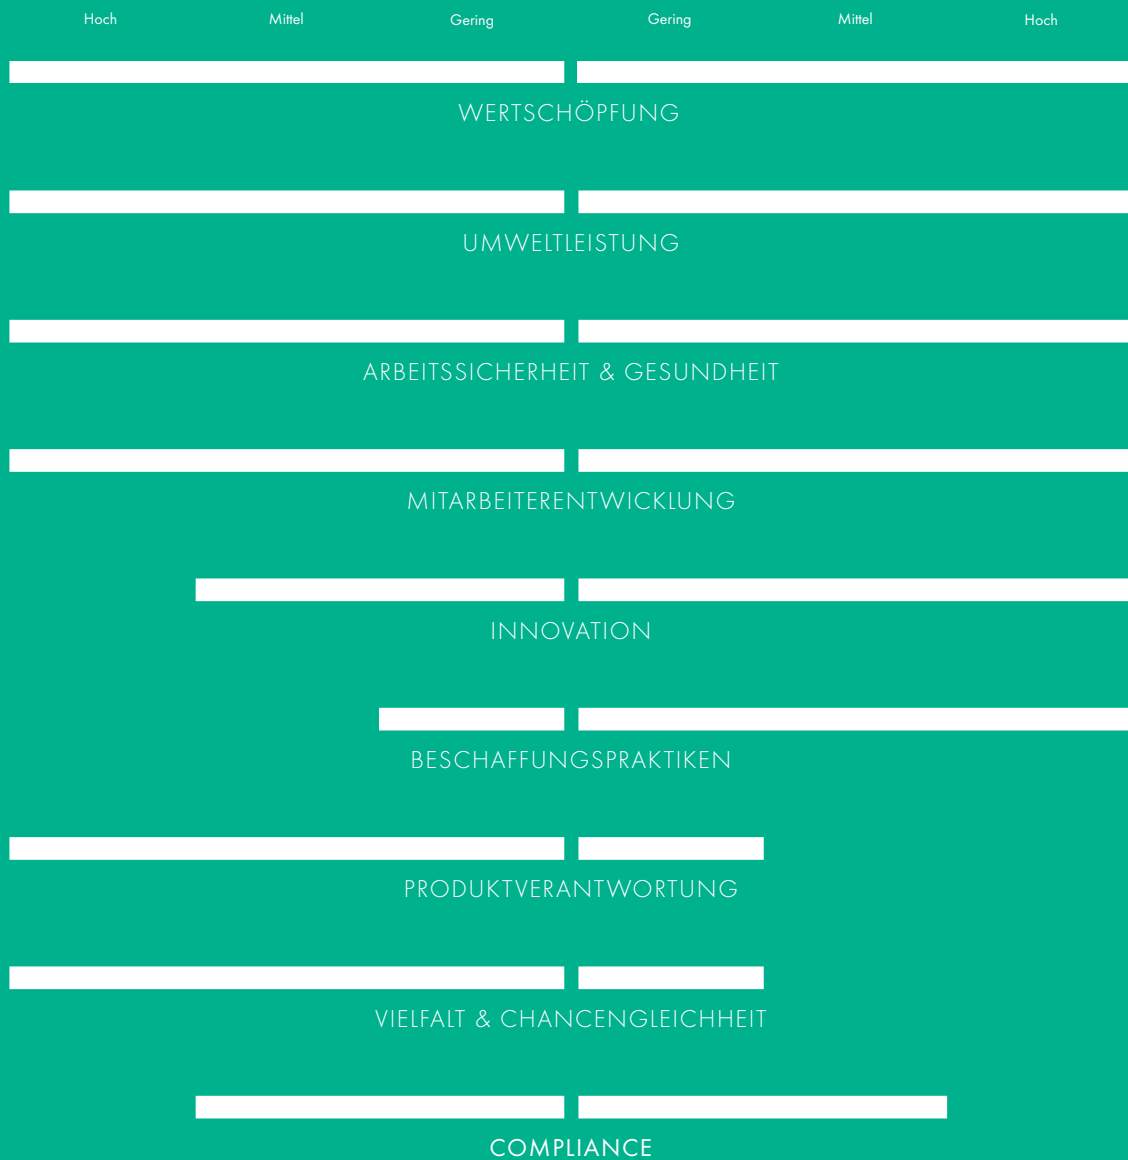 Hoch Mittel Gering Gering Mittel Hoch
WERTSCHÖPFUNG
UMWELTLEISTUNG
ARBEITSSICHERHEIT & GESUNDHEIT
MITARBEITERENTWICKLUNG
INNOVATION
BESCHAFFUNGSPRAKTIKEN
PRODUKTVERANTWORTUNG
VIELFALT & CHANCENGLEICHHEIT
COMPLIANCE